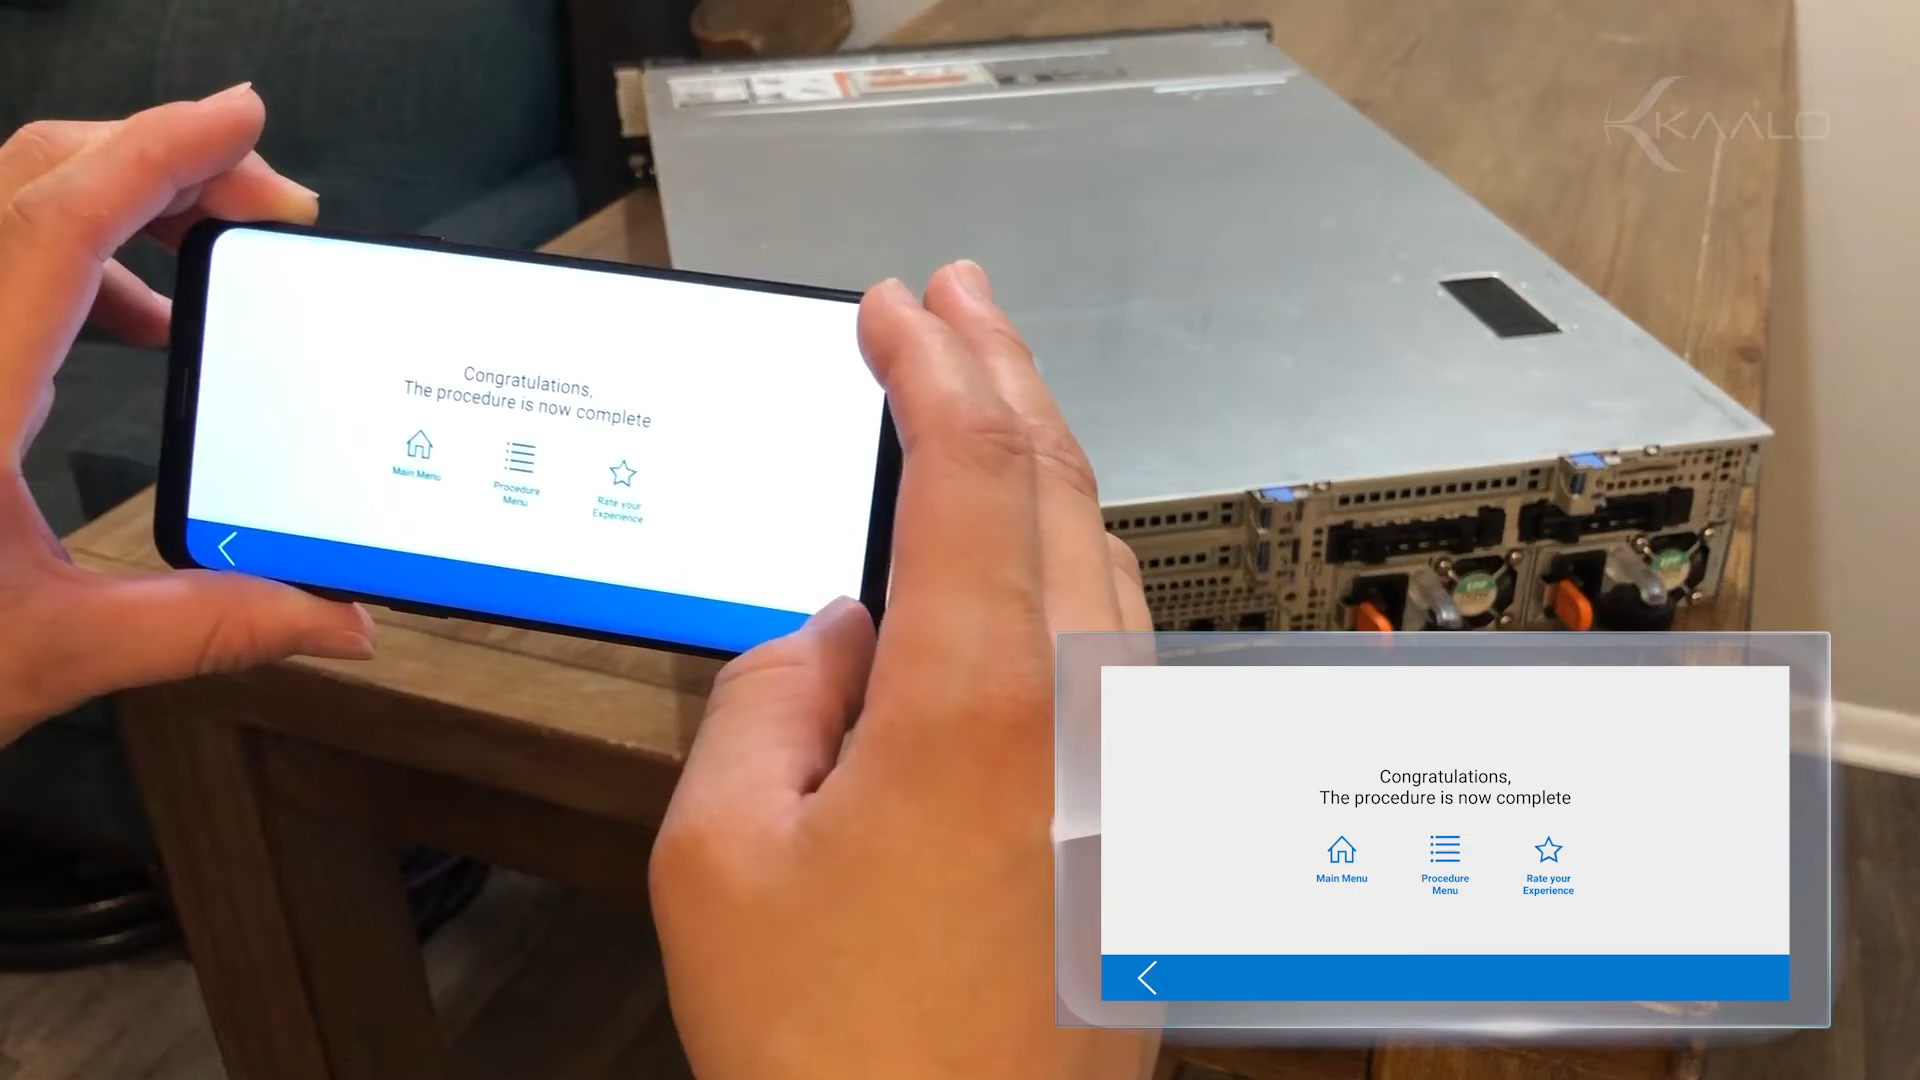 KAALO
Congratulations,
The procedure is now complete
Main Menu
Procedure
Menu
Rate your
Experience
Congratulations,
The procedure is now complete
Main Menu
Procedure
Menu
Rate your
Experience